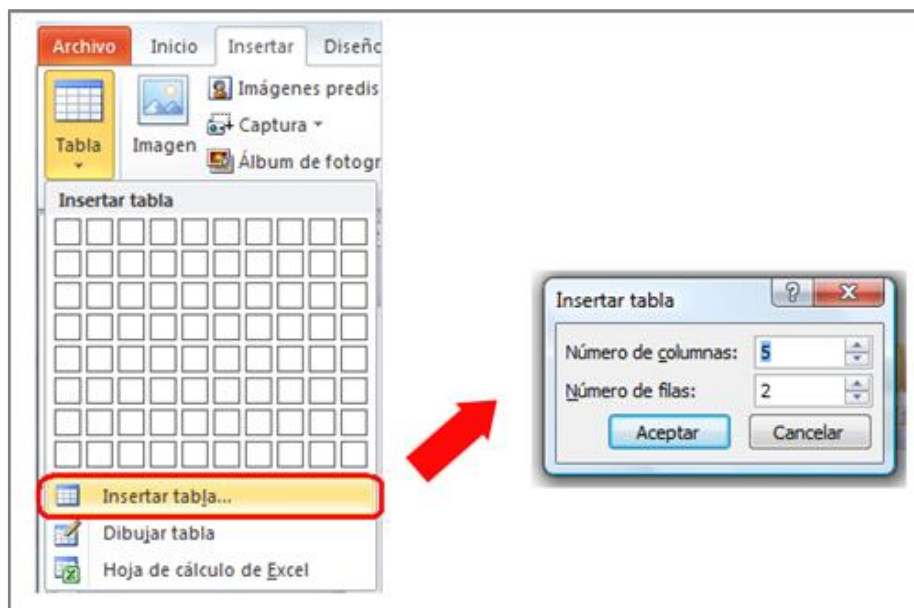 Archivo Inicio Insertar Diseñc
Imágenes predis
Captura
Tabla Imagen
Álbum de fotogr
Insertar tabla
Insertar tabla...
Dibujar tabla
Hoja de cálculo de Excel
Insertar tabla
Número de columnas: 5
Número de filas: 2
Aceptar Cancelar